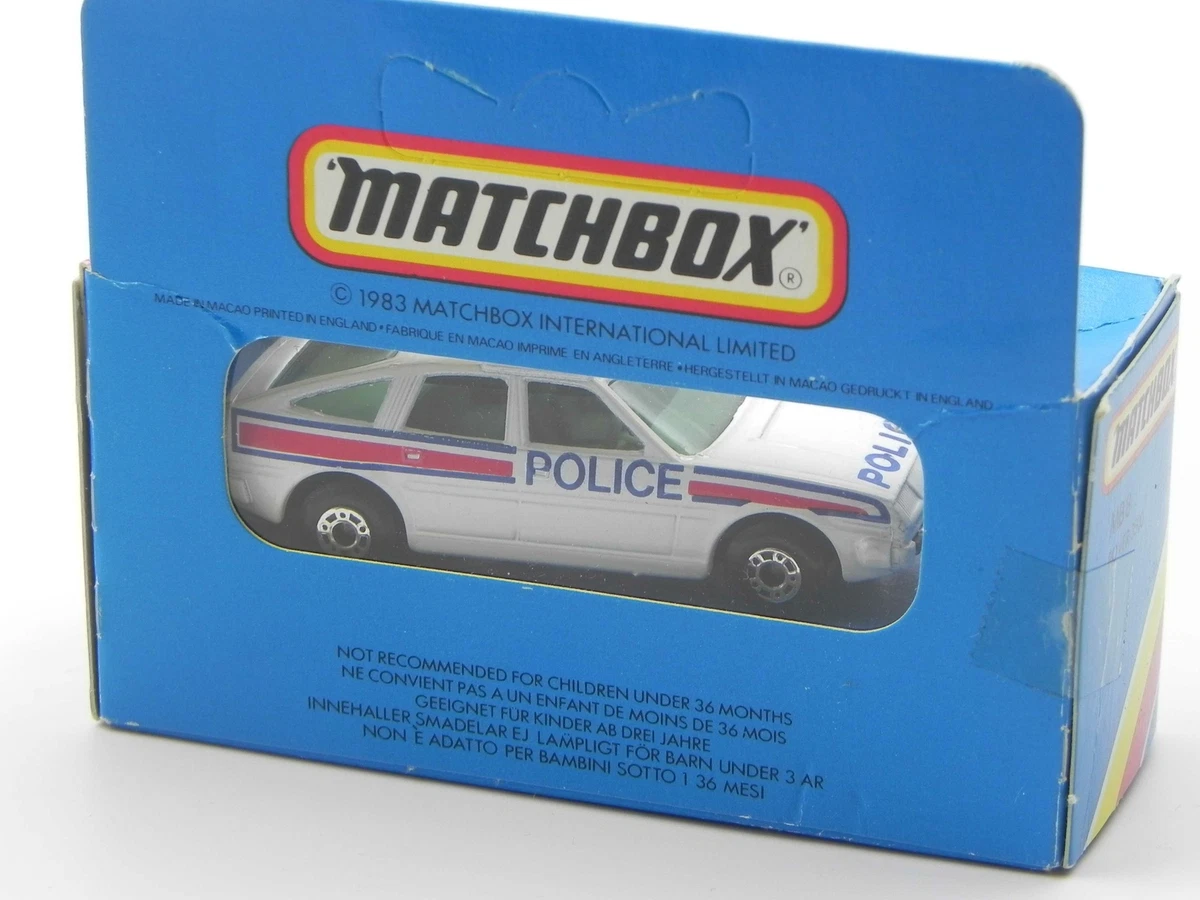 'MATCHBOX'®
© 1983 MATCHBOX INTERNATIONAL LIMITED
MADE IN MACAO PRINTED IN ENGLAND • FABRIQUE EN MACAO IMPRIME EN ANGLETERRE • HERGESTELLT IN MACAO GEDRUCKT IN ENGLAND
POLICE
POLI
NOT RECOMMENDED FOR CHILDREN UNDER 36 MONTHS
NE CONVIENT PAS A UN ENFANT DE MOINS DE 36 MOIS
GEEIGNET FÜR KINDER AB DREI JAHRE
INNEHALLER SMADELAR EJ LAMPLIGT FÖR BARN UNDER 3 AR
NON E ADATTO PER BAMBINI SOTTO 1 36 MESI
'MATCHBOX